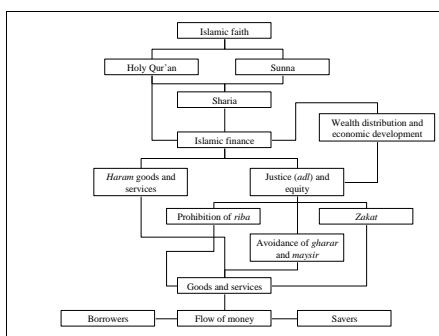 Islamic faith
Holy Qur'an
Sunna
Sharia
Wealth distribution and
economic development
Islamic finance
Haram goods and
services
Justice (adl) and
equity
Prohibition of riba
Zakat
Avoidance of gharar
and maysir
Goods and services
Borrowers
Flow of money
Savers